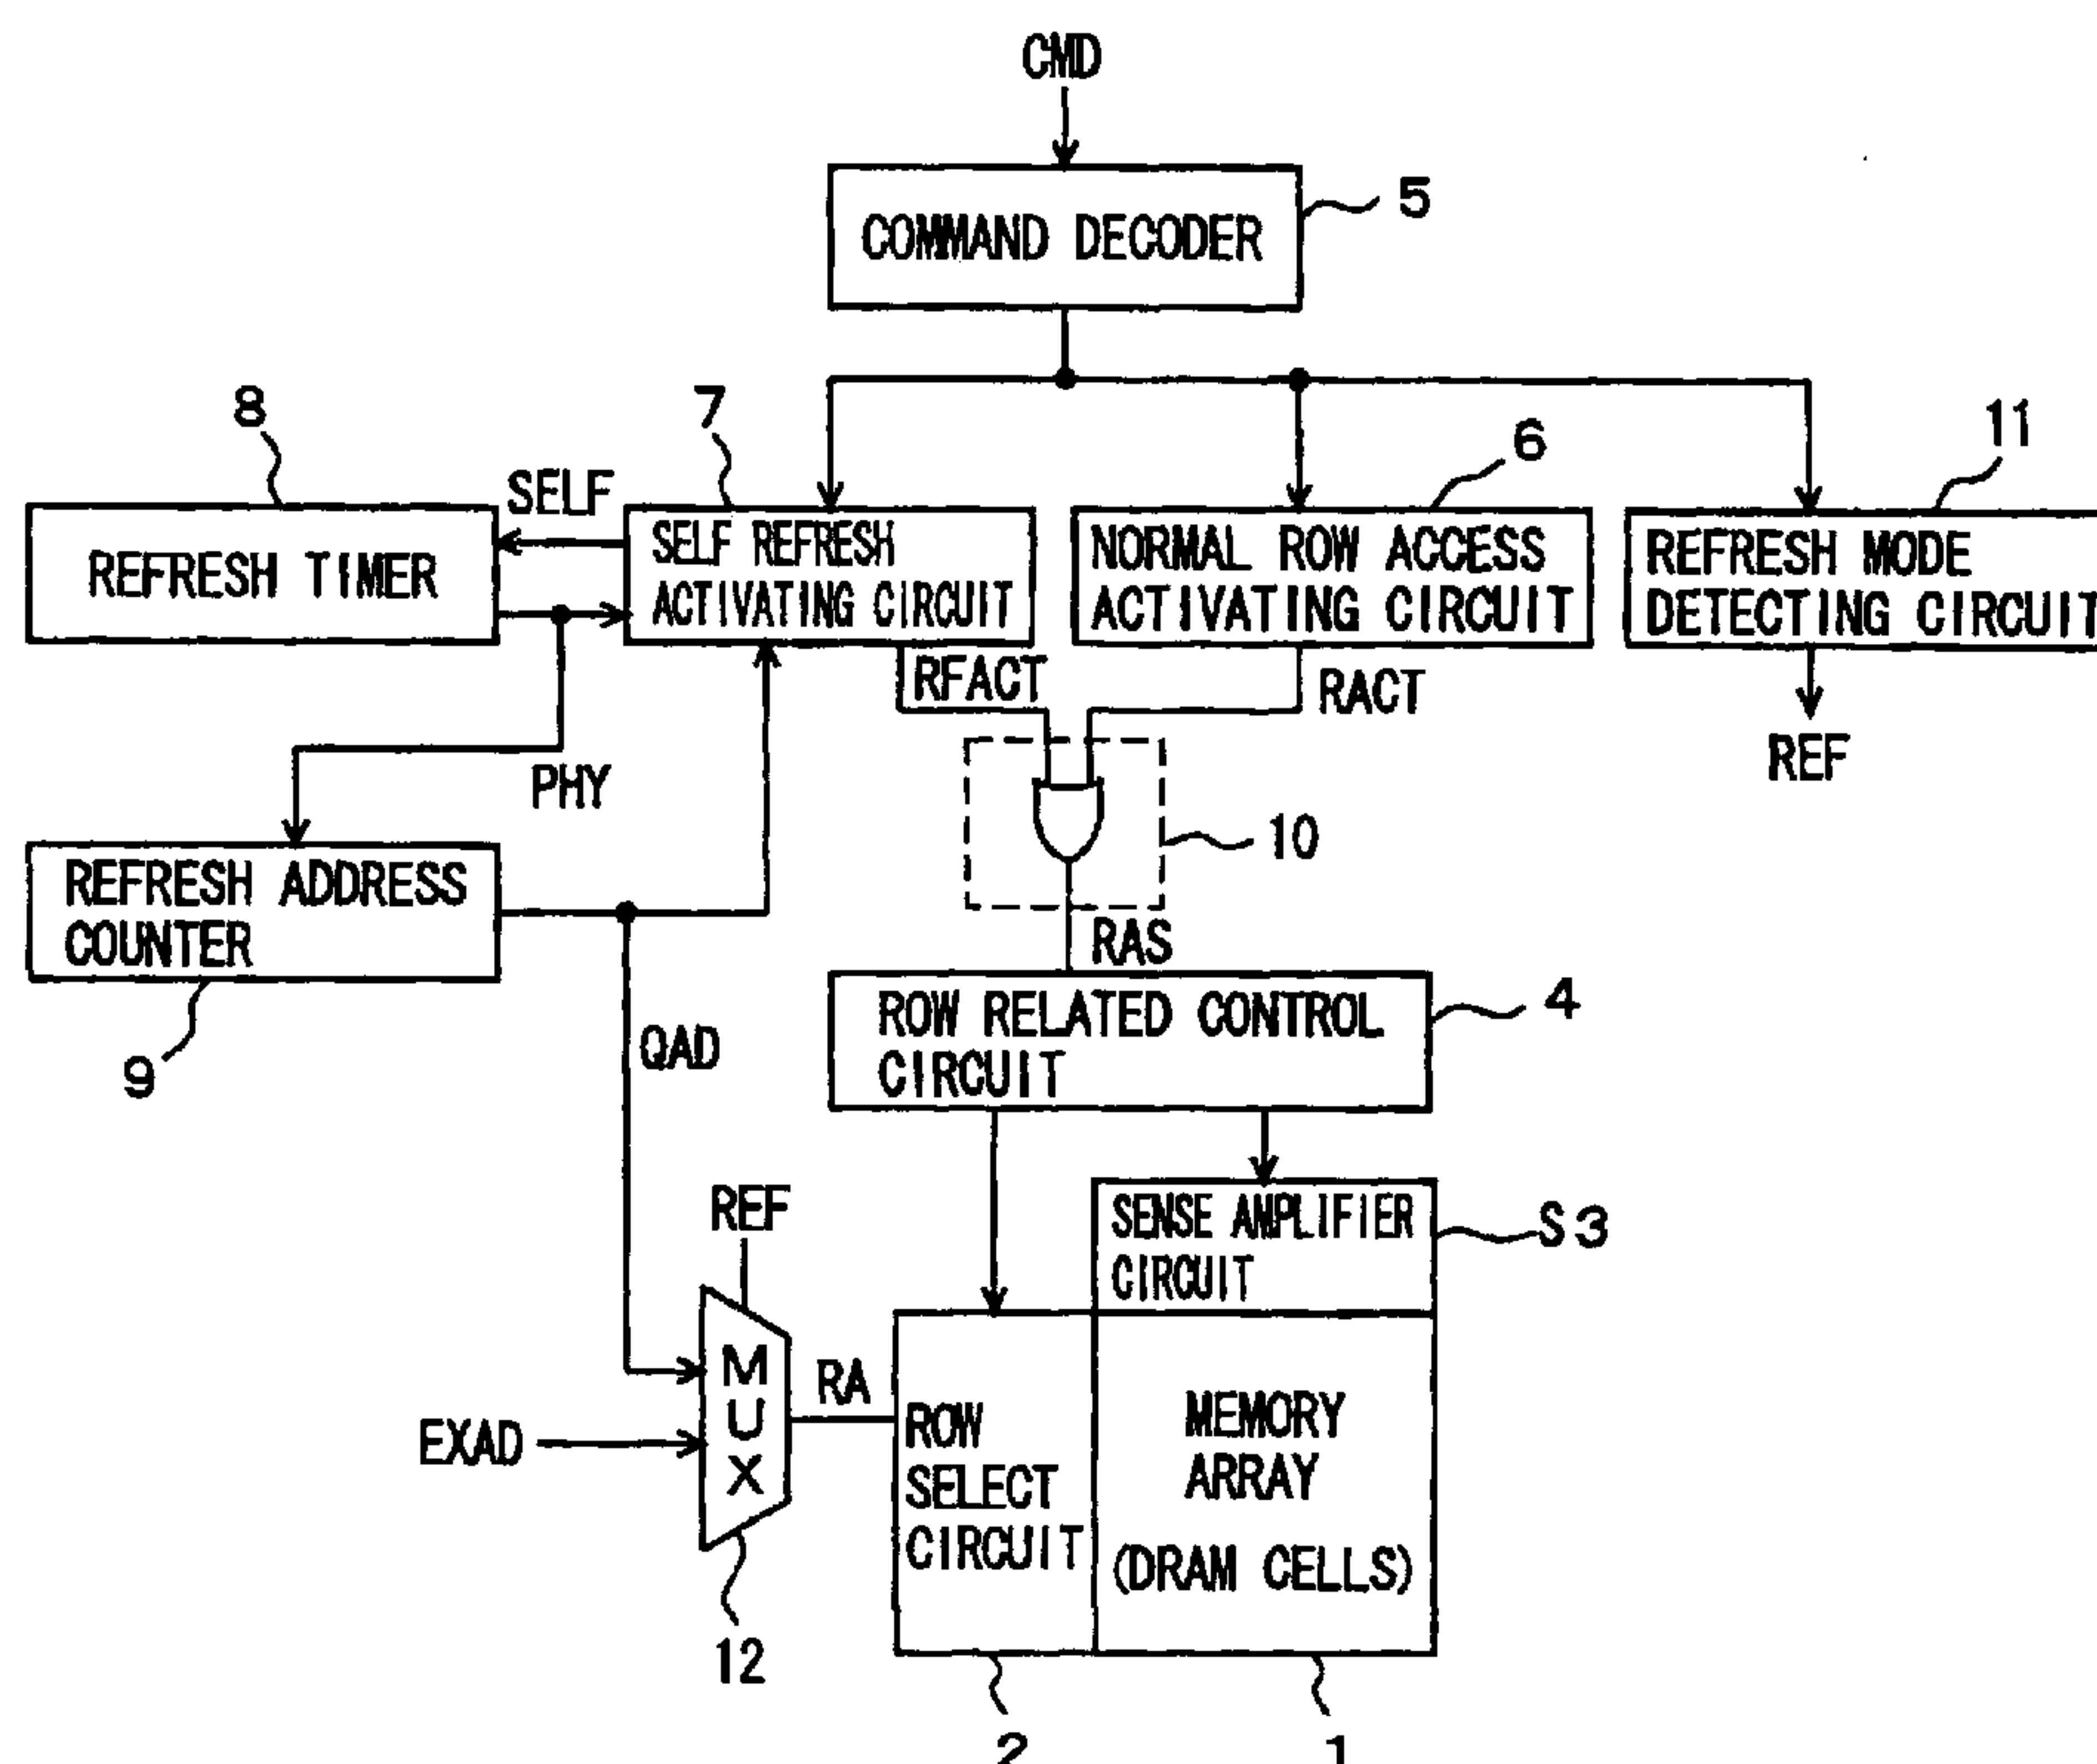 CMD
COMMAND DECODER
5
8
7
6
11
SELF
REFRESH TIMER
SELF REFRESH
ACTIVATING CIRCUIT
NORMAL ROW ACCESS
ACTIVATING CIRCUIT
REFRESH MODE
DETECTING CIRCUIT
RFACT
RACT
REF
PHY
10
REFRESH ADDRESS
COUNTER
RAS
9
QAD
ROW RELATED CONTROL
CIRCUIT
4
REF
SENSE AMPLIFIER
CIRCUIT
S3
MUX
RA
EXAD
ROW
SELECT
CIRCUIT
MEMORY
ARRAY
(DRAM CELLS)
12
2
1